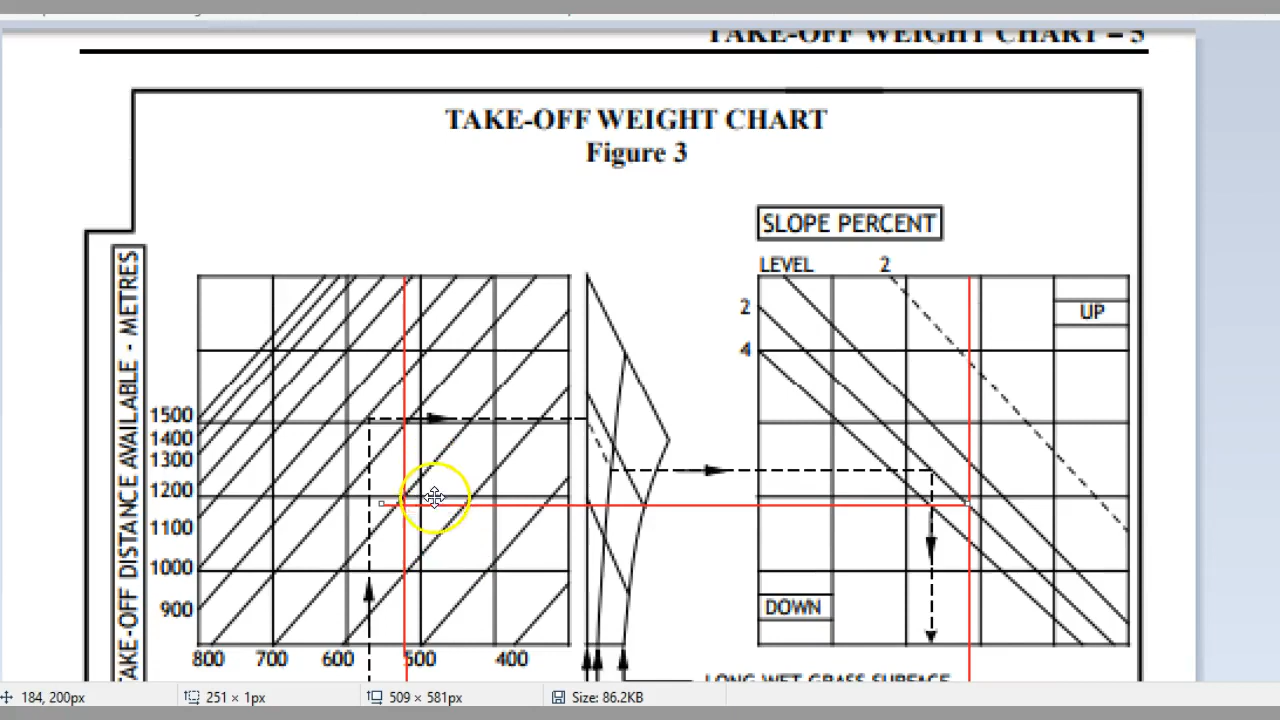 TAKE-OFF WEIGHT CHART – 5
TAKE-OFF WEIGHT CHART
Figure 3
SLOPE PERCENT
LEVEL 2
2
UP
4
TAKE-OFF DISTANCE AVAILABLE - METRES
1500
1400
1300
1200
1100
1000
900
DOWN
800 700 600 500 400
LONG WET GRASS SURFACE
184, 200px 251 × 1px 509 × 581px Size: 86.2KB